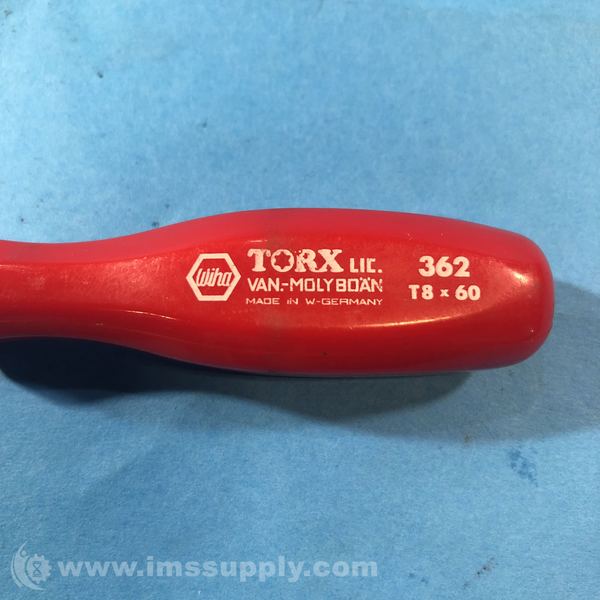 Wiha
TORX LIC.
VAN.-MOLYBDÄN
MADE IN W-GERMANY
362
T8 x 60
www.imssupply.com